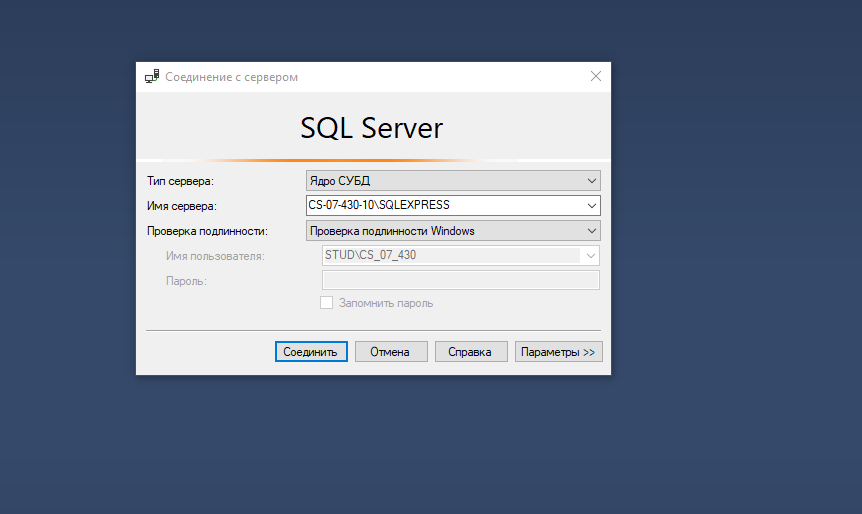 Соединение с сервером
SQL Server
Тип сервера: Ядро СУБД
Имя сервера: CS-07-430-10\SQLEXPRESS
Проверка подлинности: Проверка подлинности Windows
Имя пользователя: STUD\CS_07_430
Пароль:
Запомнить пароль
Соединить Отмена Справка Параметры >>